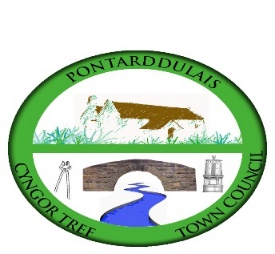 PONTARDDULAIS
CYNGOR TREF
TOWN COUNCIL